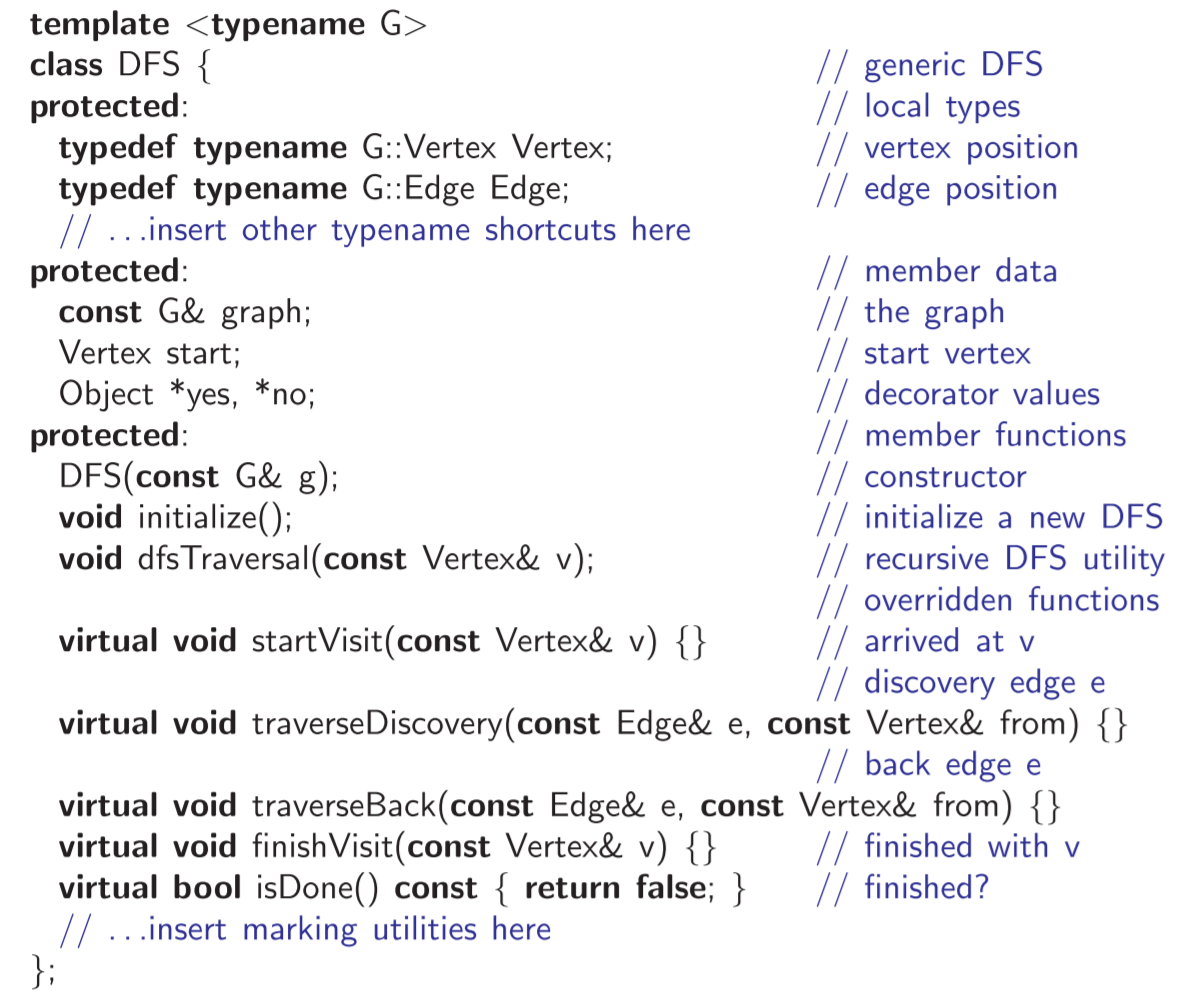 template <typename G>
class DFS { // generic DFS
protected: // local types
typedef typename G::Vertex Vertex; // vertex position
typedef typename G::Edge Edge; // edge position
// ...insert other typename shortcuts here
protected: // member data
const G& graph; // the graph
Vertex start; // start vertex
Object *yes, *no; // decorator values
protected: // member functions
DFS(const G& g); // constructor
void initialize(); // initialize a new DFS
void dfsTraversal(const Vertex& v); // recursive DFS utility
// overridden functions
virtual void startVisit(const Vertex& v) {} // arrived at v
// discovery edge e
virtual void traverseDiscovery(const Edge& e, const Vertex& from) {}
// back edge e
virtual void traverseBack(const Edge& e, const Vertex& from) {}
virtual void finishVisit(const Vertex& v) {} // finished with v
virtual bool isDone() const { return false; } // finished?
// ...insert marking utilities here
};